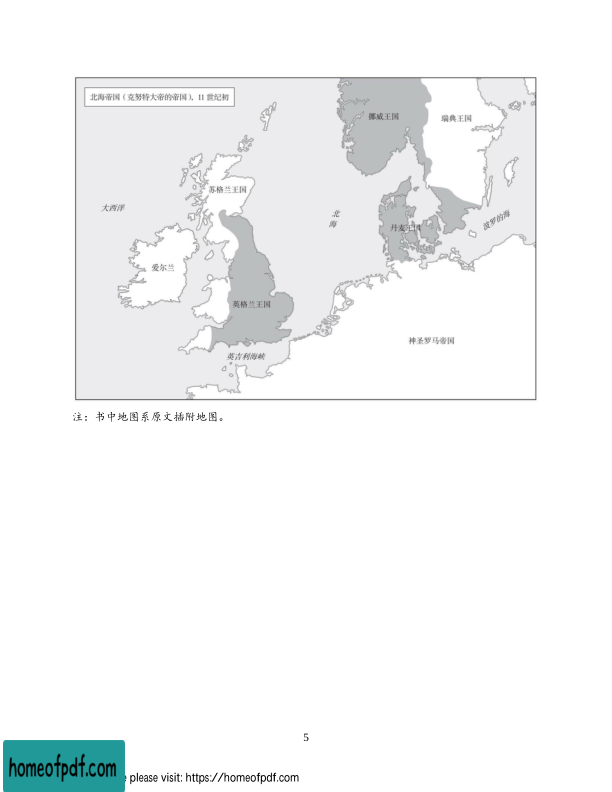 北海帝国（克努特大帝的帝国），11 世纪初
挪威王国
瑞典王国
苏格兰王国
大西洋
北
海
丹麦王国
波罗的海
爱尔兰
英格兰王国
神圣罗马帝国
英吉利海峡
注：书中地图系原文插附地图。
5
homeofpdf.com
e please visit: https://homeofpdf.com